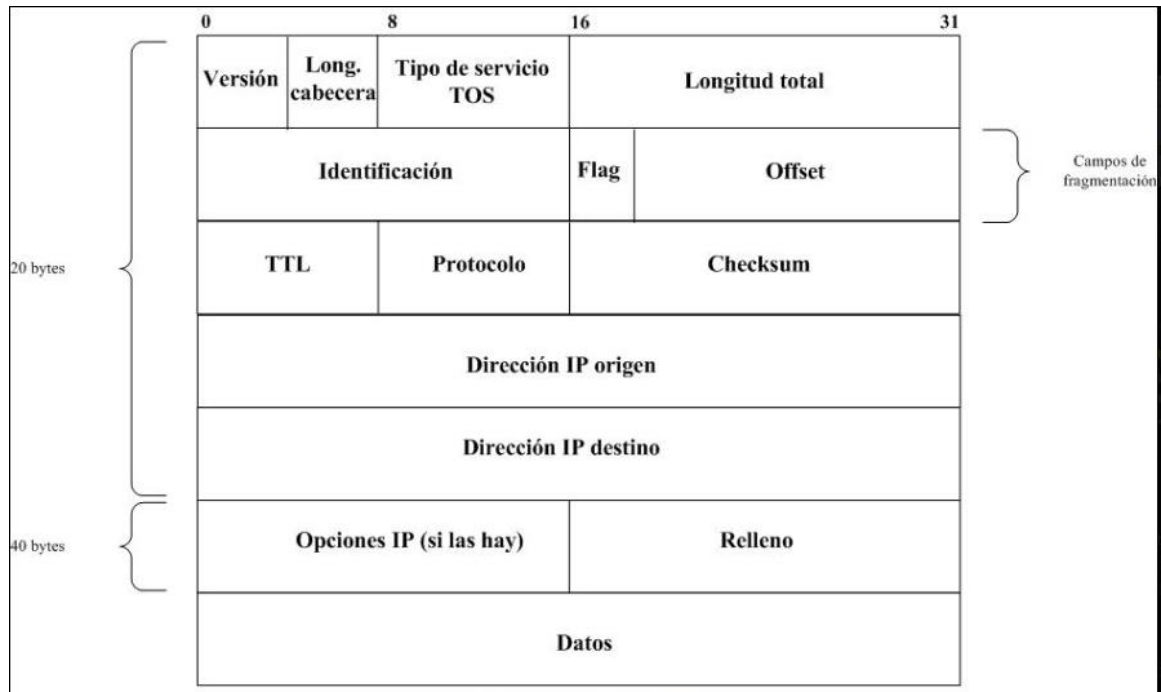 0 8 16 31
Versión
Long.
cabecera
Tipo de servicio
TOS
Longitud total
Identificación
Flag
Offset
Campos de
fragmentación
20 bytes
TTL
Protocolo
Checksum
Dirección IP origen
Dirección IP destino
40 bytes
Opciones IP (si las hay)
Relleno
Datos